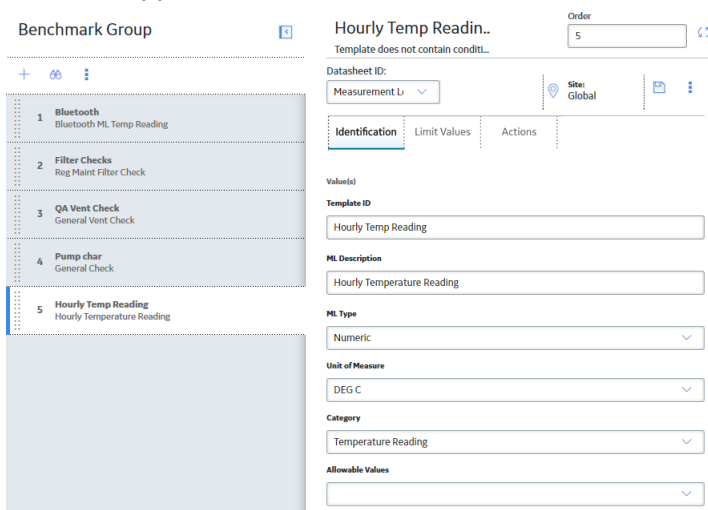 Benchmark Group
1
Bluetooth
Bluetooth ML Temp Reading
2
Filter Checks
Reg Maint Filter Check
3
QA Vent Check
General Vent Check
4
Pump char
General Check
5
Hourly Temp Reading
Hourly Temperature Reading
Hourly Temp Readin..
Template does not contain conditi...
Order
5
Datasheet ID:
Measurement Lo
Site:
Global
Identification
Limit Values
Actions
Value(s)
Template ID
Hourly Temp Reading
ML Description
Hourly Temperature Reading
ML Type
Numeric
Unit of Measure
DEG C
Category
Temperature Reading
Allowable Values